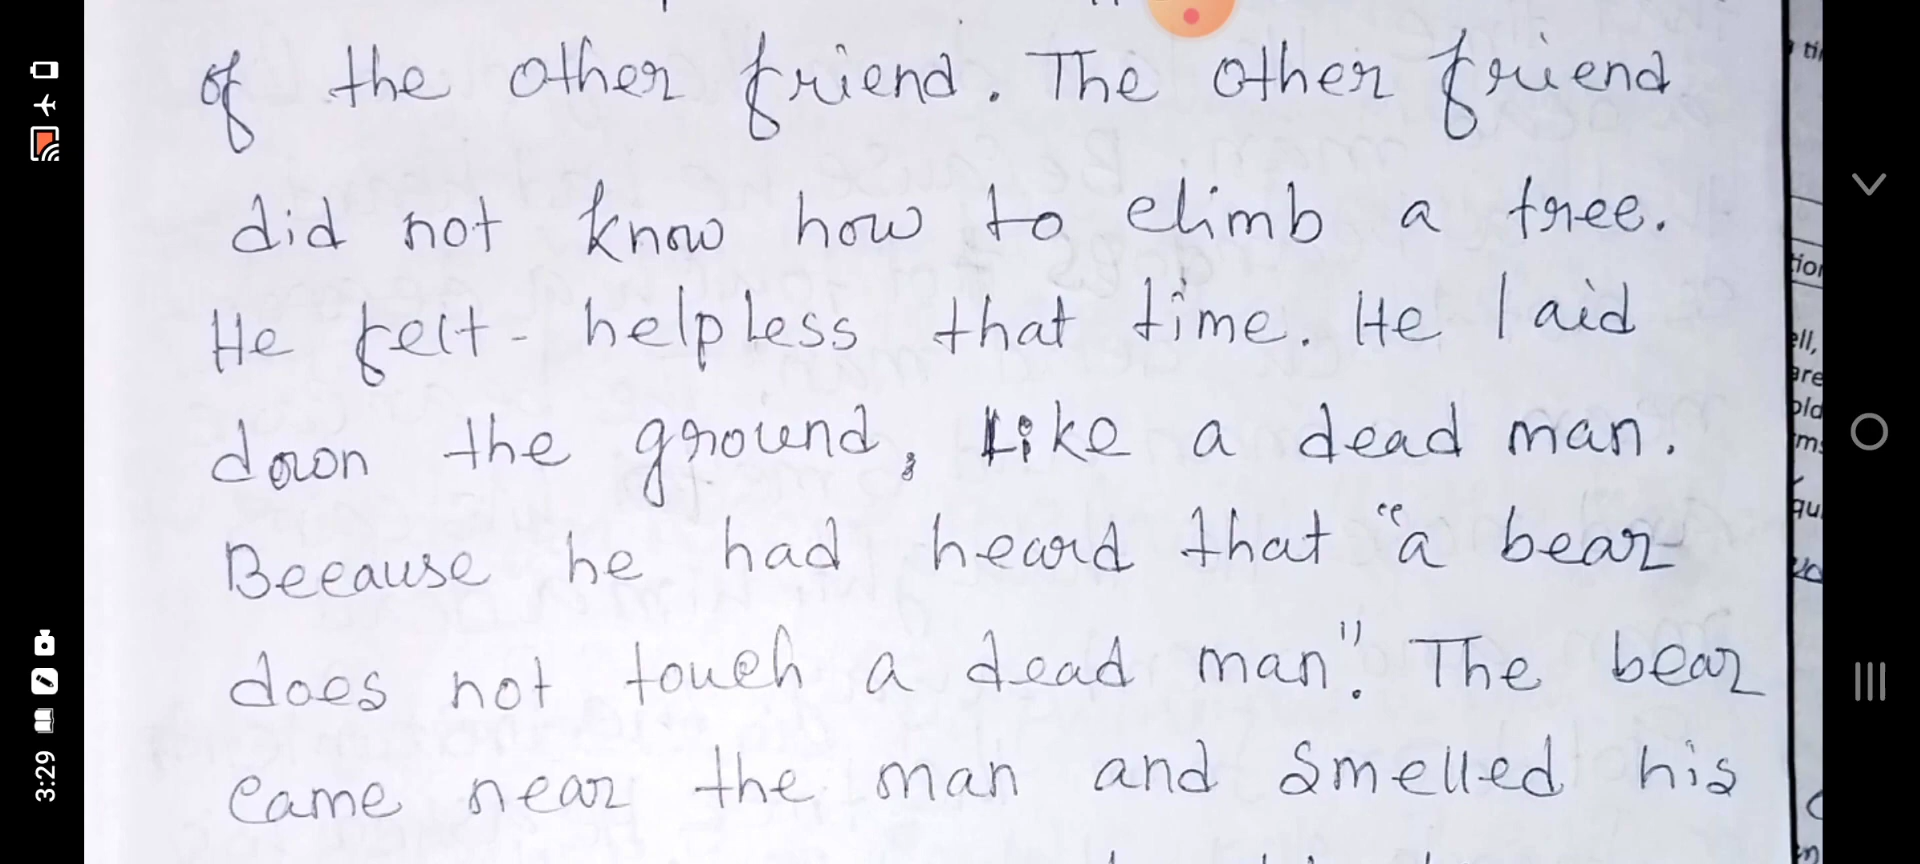 of the other friend. The other friend
did not know how to climb a tree.
He felt helpless that time. He laid
down the ground, Like a dead man.
Because he had heard that "a bear
does not touch a dead man". The bear
came near the man and smelled his
3:29